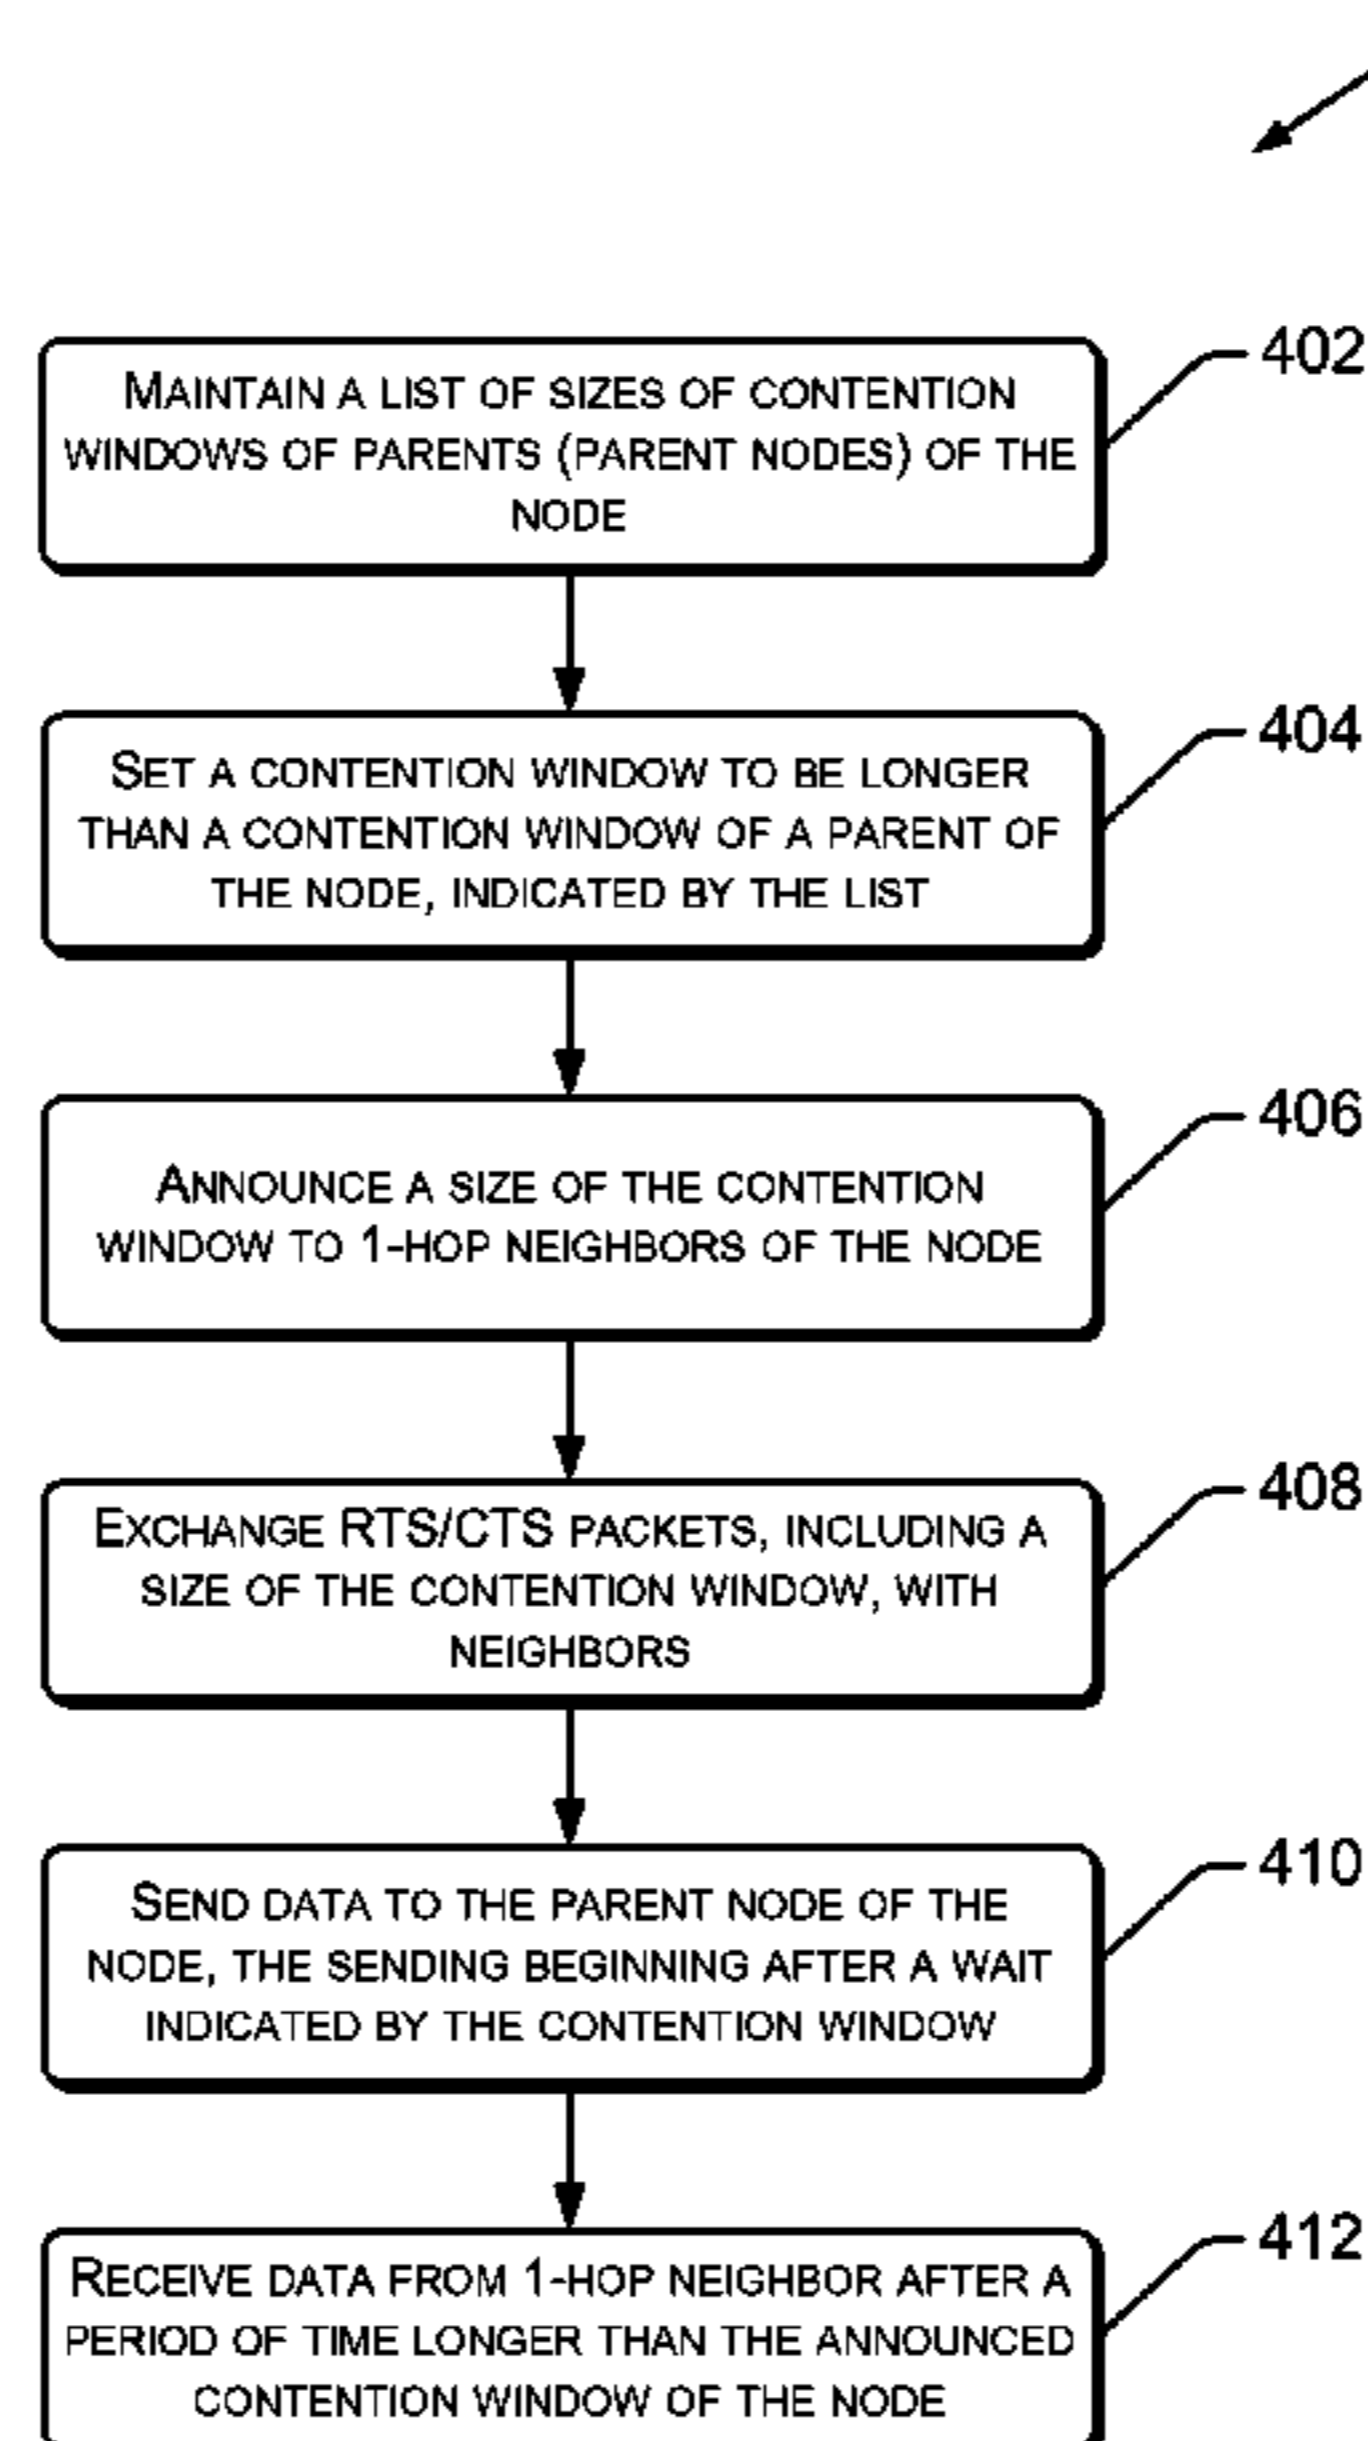 402
MAINTAIN A LIST OF SIZES OF CONTENTION
WINDOWS OF PARENTS (PARENT NODES) OF THE
NODE
404
SET A CONTENTION WINDOW TO BE LONGER
THAN A CONTENTION WINDOW OF A PARENT OF
THE NODE, INDICATED BY THE LIST
406
ANNOUNCE A SIZE OF THE CONTENTION
WINDOW TO 1-HOP NEIGHBORS OF THE NODE
408
EXCHANGE RTS/CTS PACKETS, INCLUDING A
SIZE OF THE CONTENTION WINDOW, WITH
NEIGHBORS
410
SEND DATA TO THE PARENT NODE OF THE
NODE, THE SENDING BEGINNING AFTER A WAIT
INDICATED BY THE CONTENTION WINDOW
412
RECEIVE DATA FROM 1-HOP NEIGHBOR AFTER A
PERIOD OF TIME LONGER THAN THE ANNOUNCED
CONTENTION WINDOW OF THE NODE